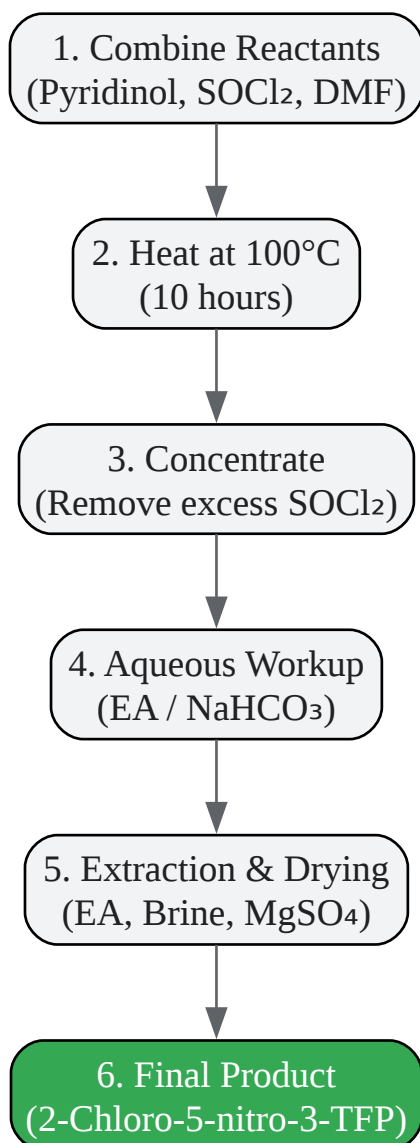 1. Combine Reactants
(Pyridinol, SOCl₂, DMF)
2. Heat at 100°C
(10 hours)
3. Concentrate
(Remove excess SOCl₂)
4. Aqueous Workup
(EA / NaHCO₃)
5. Extraction & Drying
(EA, Brine, MgSO₄)
6. Final Product
(2-Chloro-5-nitro-3-TFP)